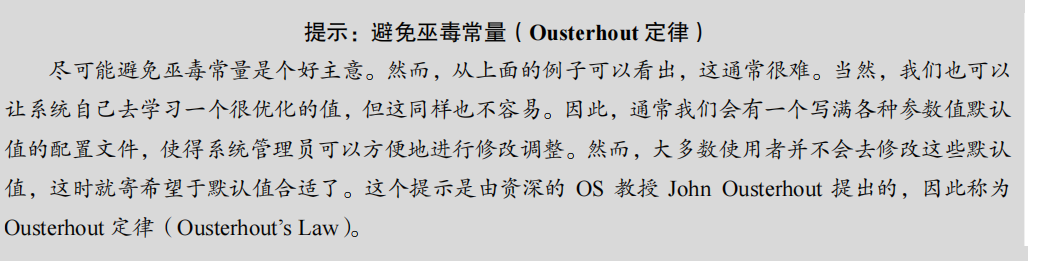 提示：避免巫毒常量（Ousterhout 定律）
尽可能避免巫毒常量是个好主意。然而，从上面的例子可以看出，这通常很难。当然，我们也可以
让系统自己去学习一个很优化的值，但这同样也不容易。因此，通常我们会有一个写满各种参数值默认
值的配置文件，使得系统管理员可以方便地进行修改调整。然而，大多数使用者并不会去修改这些默认
值，这时就寄希望于默认值合适了。这个提示是由资深的 OS 教授 John Ousterhout 提出的，因此称为
Ousterhout 定律（Ousterhout’s Law）。